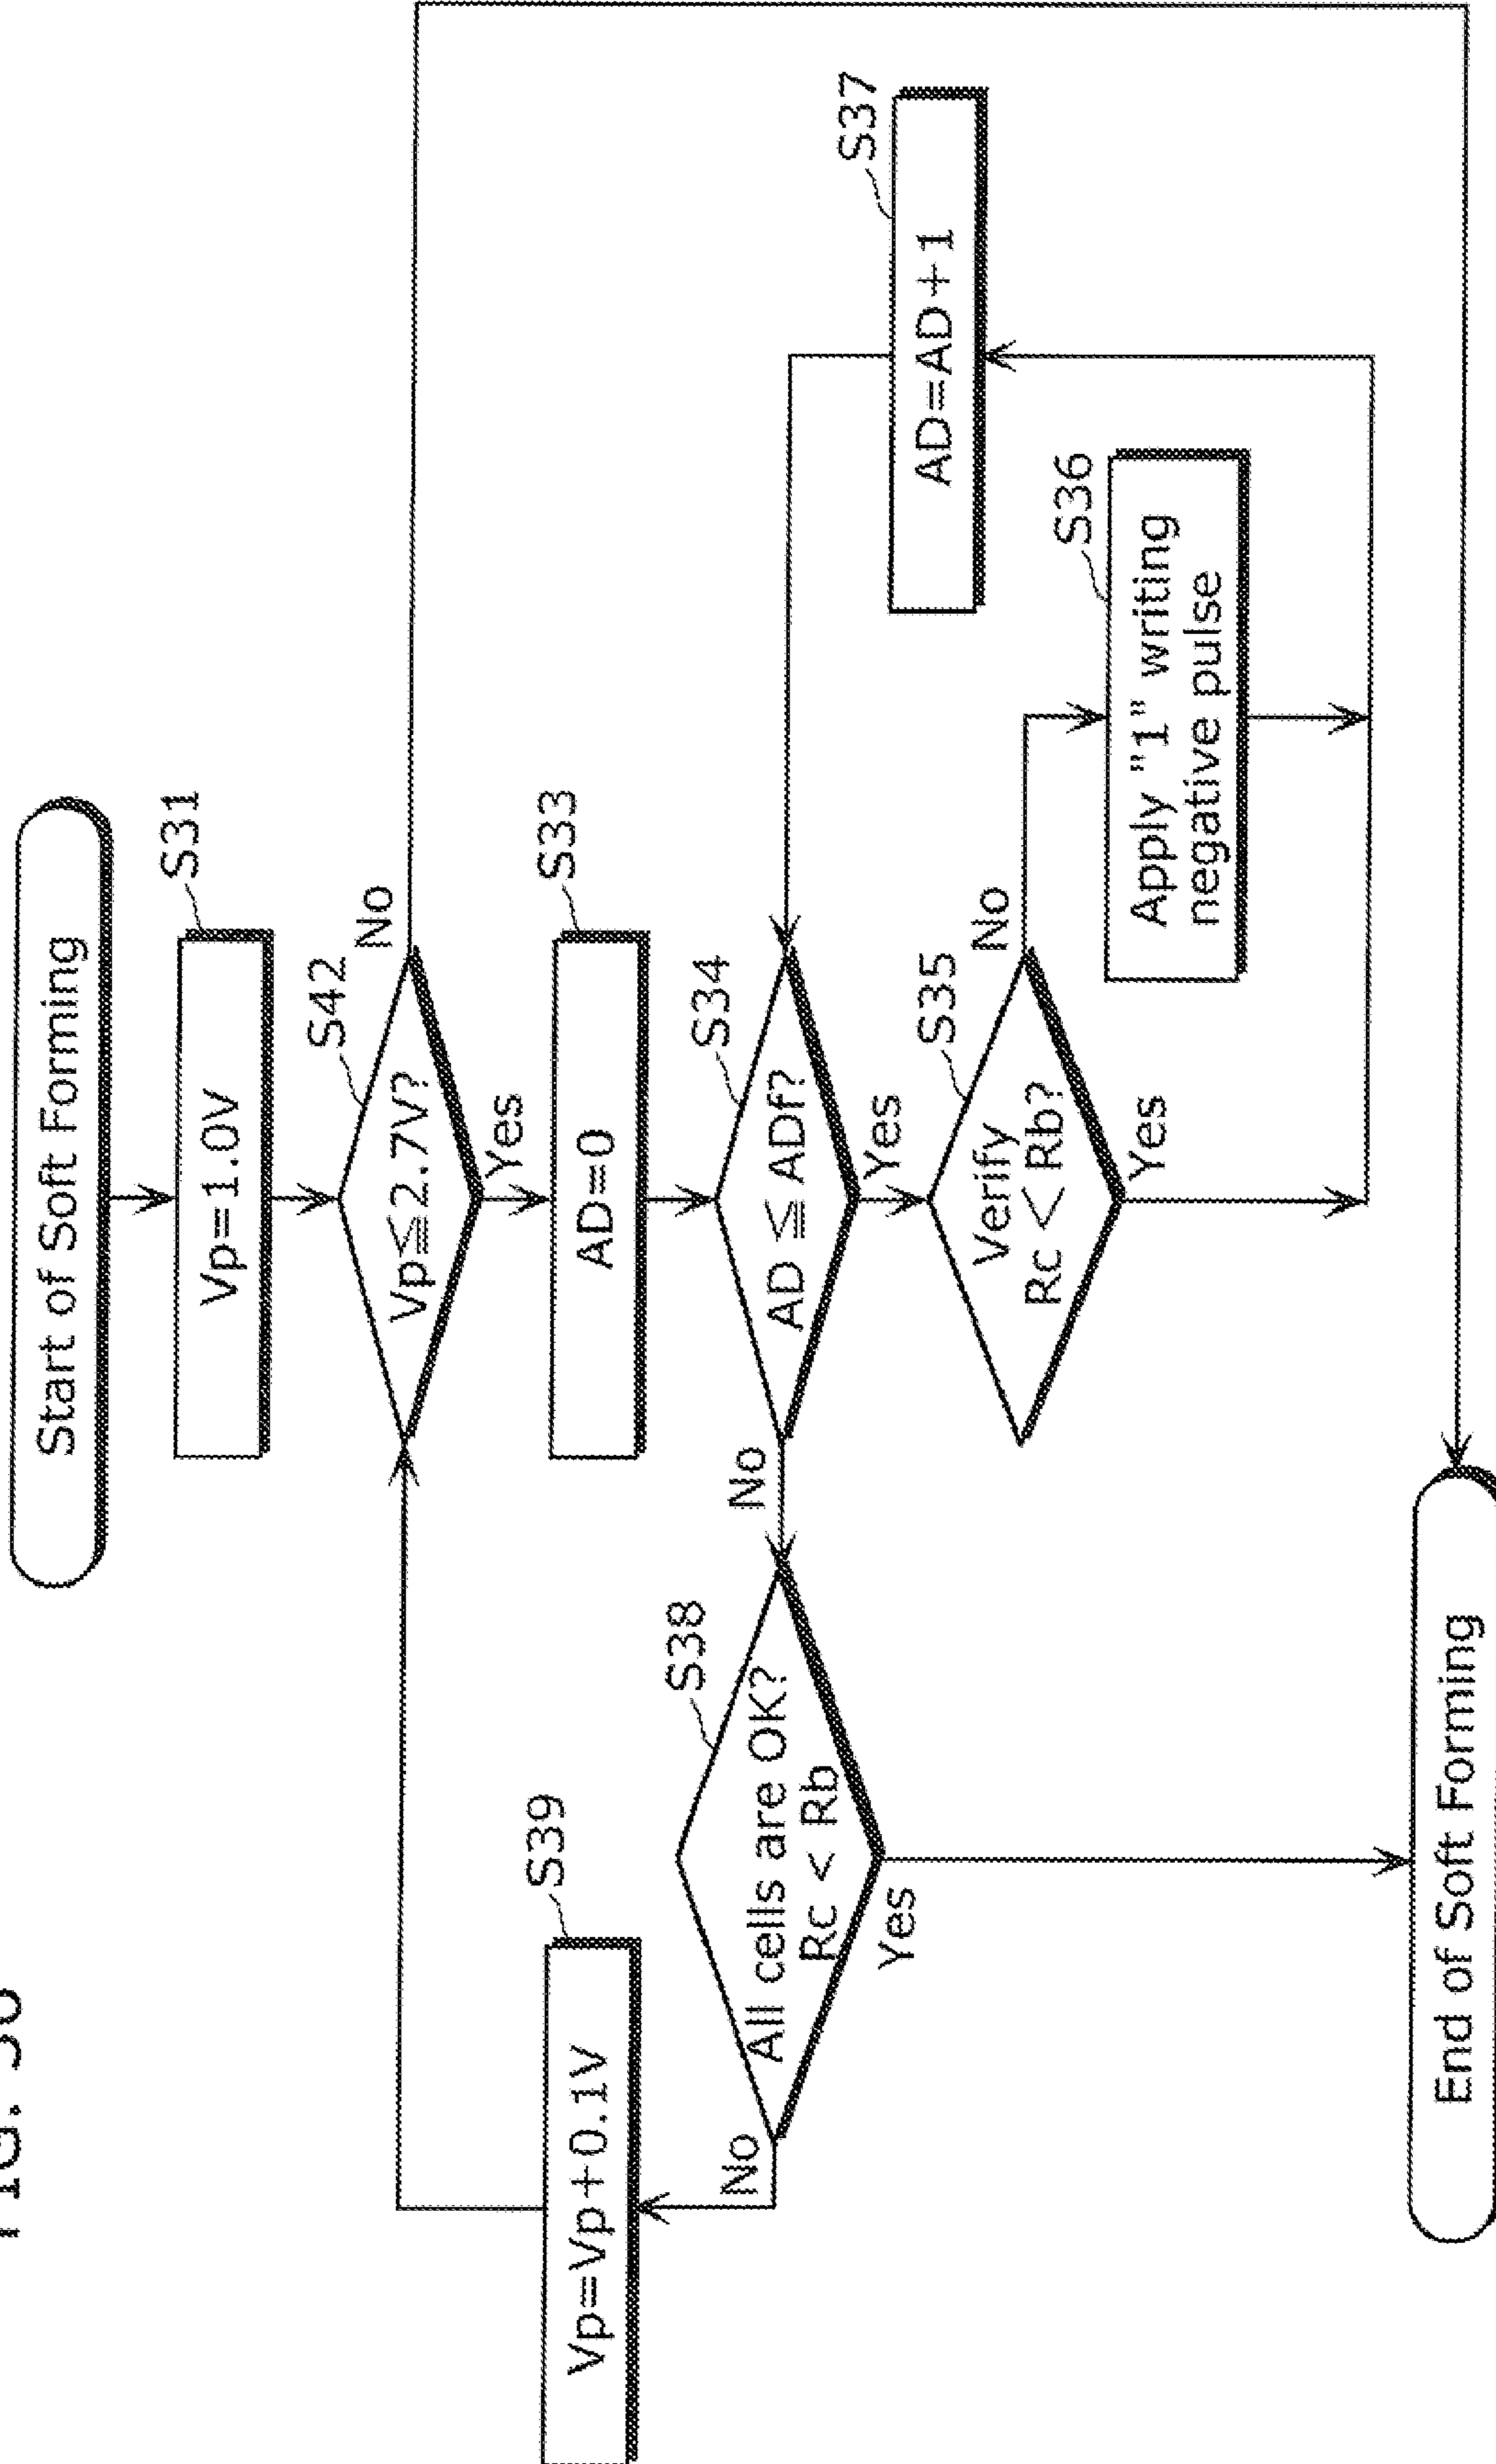 Start of Soft Forming
S31
Vp=1.0V
S42
Vp≦2.7V?
No
Yes
S33
AD=0
S34
AD ≦ ADf?
No
Yes
S35
Verify
Rc < Rb?
No
Yes
S36
Apply "1" writing
negative pulse
S37
AD=AD+1
S38
All cells are OK?
Rc < Rb
No
Yes
S39
Vp=Vp+0.1V
End of Soft Forming